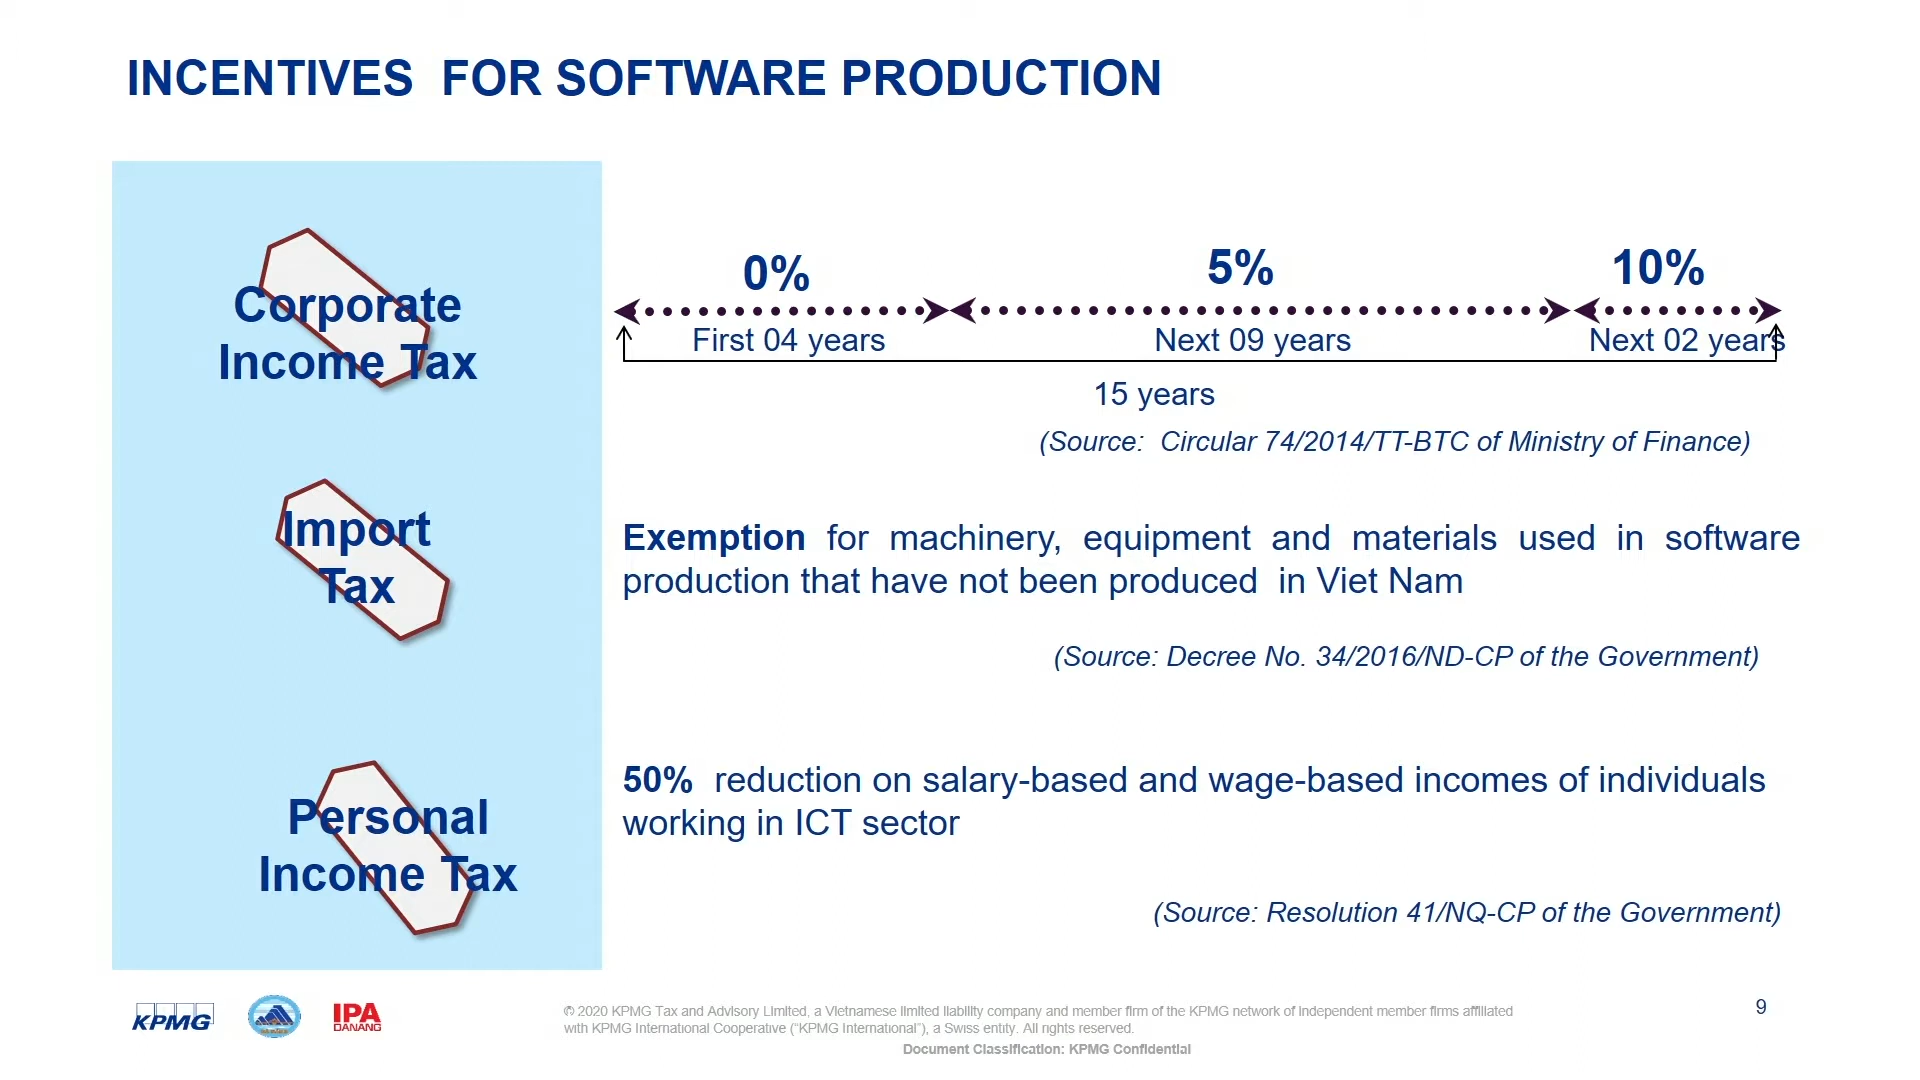 INCENTIVES FOR SOFTWARE PRODUCTION
Corporate
Income Tax
0%
5%
10%
First 04 years
Next 09 years
Next 02 years
15 years
(Source: Circular 74/2014/TT-BTC of Ministry of Finance)
Import
Tax
Exemption for machinery, equipment and materials used in software
production that have not been produced in Viet Nam
(Source: Decree No. 34/2016/ND-CP of the Government)
Personal
Income Tax
50% reduction on salary-based and wage-based incomes of individuals
working in ICT sector
(Source: Resolution 41/NQ-CP of the Government)
KPMG
IPA
DANANG
© 2020 KPMG Tax and Advisory Limited, a Vietnamese limited liability company and member firm of the KPMG network of independent member firms affiliated
with KPMG International Cooperative (“KPMG International”), a Swiss entity. All rights reserved.
Document Classification: KPMG Confidential
9